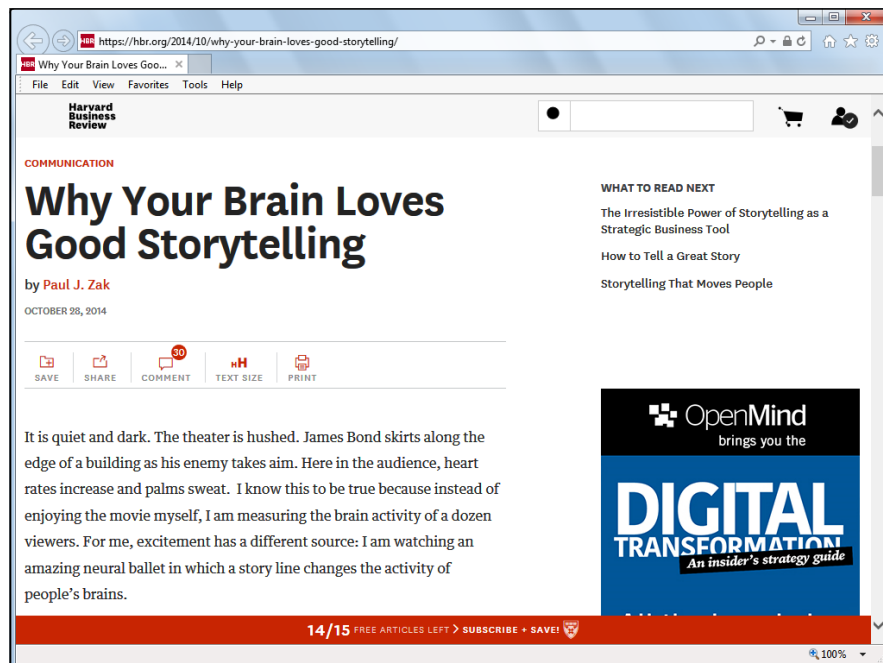 HBR https://hbr.org/2014/10/why-your-brain-loves-good-storytelling/
HBR Why Your Brain Loves Goo...
File Edit View Favorites Tools Help
Harvard
Business
Review
COMMUNICATION
Why Your Brain Loves
Good Storytelling
by Paul J. Zak
OCTOBER 28, 2014
SAVE
SHARE
30
COMMENT
HH
TEXT SIZE
PRINT
It is quiet and dark. The theater is hushed. James Bond skirts along the
edge of a building as his enemy takes aim. Here in the audience, heart
rates increase and palms sweat.  I know this to be true because instead of
enjoying the movie myself, I am measuring the brain activity of a dozen
viewers. For me, excitement has a different source: I am watching an
amazing neural ballet in which a story line changes the activity of
people's brains.
WHAT TO READ NEXT
The Irresistible Power of Storytelling as a
Strategic Business Tool
How to Tell a Great Story
Storytelling That Moves People
OpenMind
brings you the
DIGITAL
TRANSFORMATION
An insider's strategy guide
14/15 FREE ARTICLES LEFT > SUBSCRIBE + SAVE!
100%